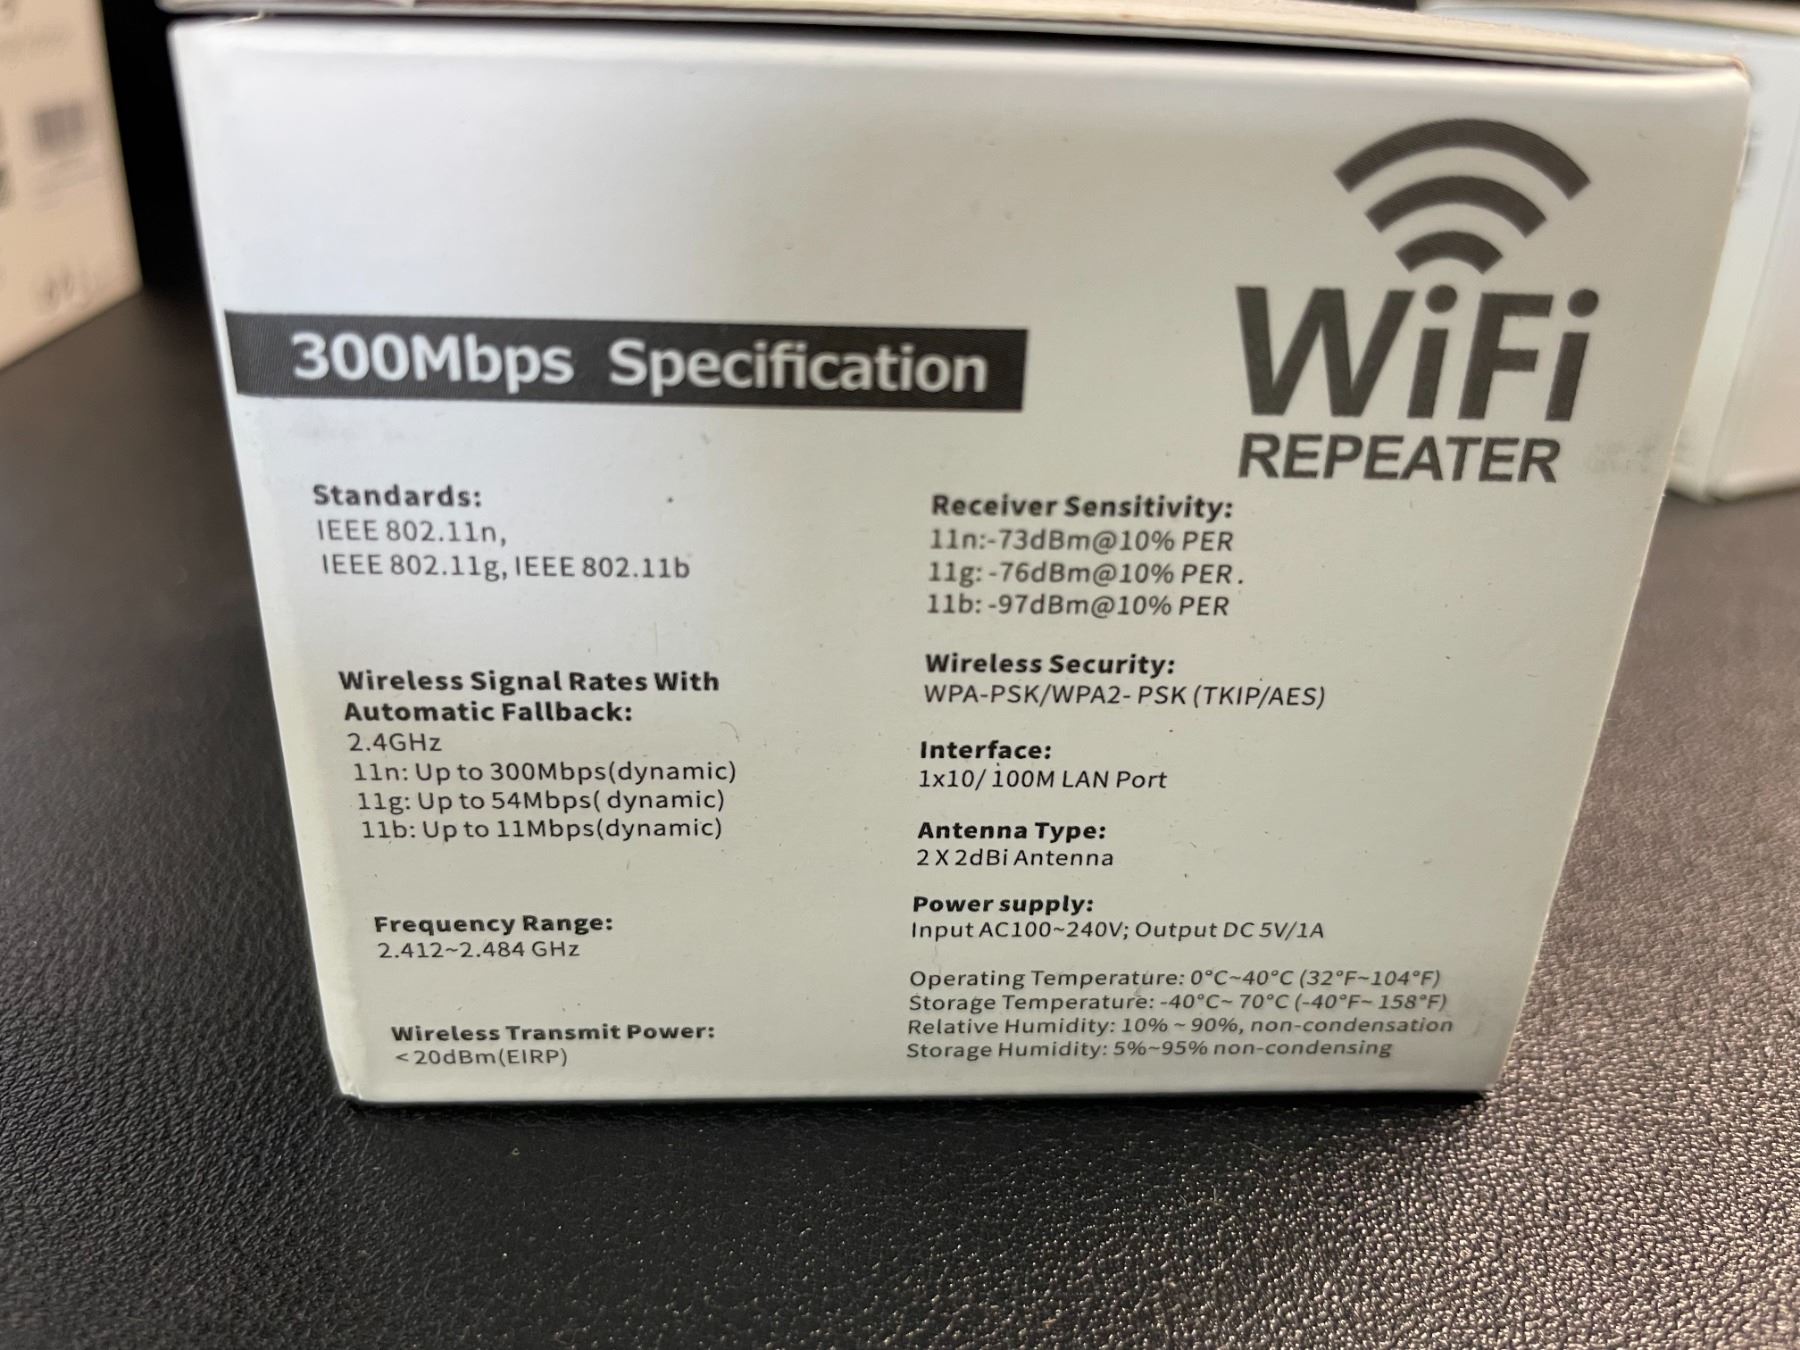 WiFi
REPEATER
300Mbps Specification
Standards:
IEEE 802.11n,
IEEE 802.11g, IEEE 802.11b
Wireless Signal Rates With
Automatic Fallback:
2.4GHz
11n: Up to 300Mbps(dynamic)
11g: Up to 54Mbps( dynamic)
11b: Up to 11Mbps(dynamic)
Frequency Range:
2.412~2.484 GHz
Wireless Transmit Power:
<20dBm(EIRP)
Receiver Sensitivity:
11n:-73dBm@10% PER
11g: -76dBm@10% PER.
11b: -97dBm@10% PER
Wireless Security:
WPA-PSK/WPA2- PSK (TKIP/AES)
Interface:
1x10/ 100M LAN Port
Antenna Type:
2 X 2dBi Antenna
Power supply:
Input AC100~240V; Output DC 5V/1A
Operating Temperature: 0°C~40°C (32°F~104°F)
Storage Temperature: -40°C~ 70°C (-40°F~ 158°F)
Relative Humidity: 10% ~ 90%, non-condensation
Storage Humidity: 5%~95% non-condensing